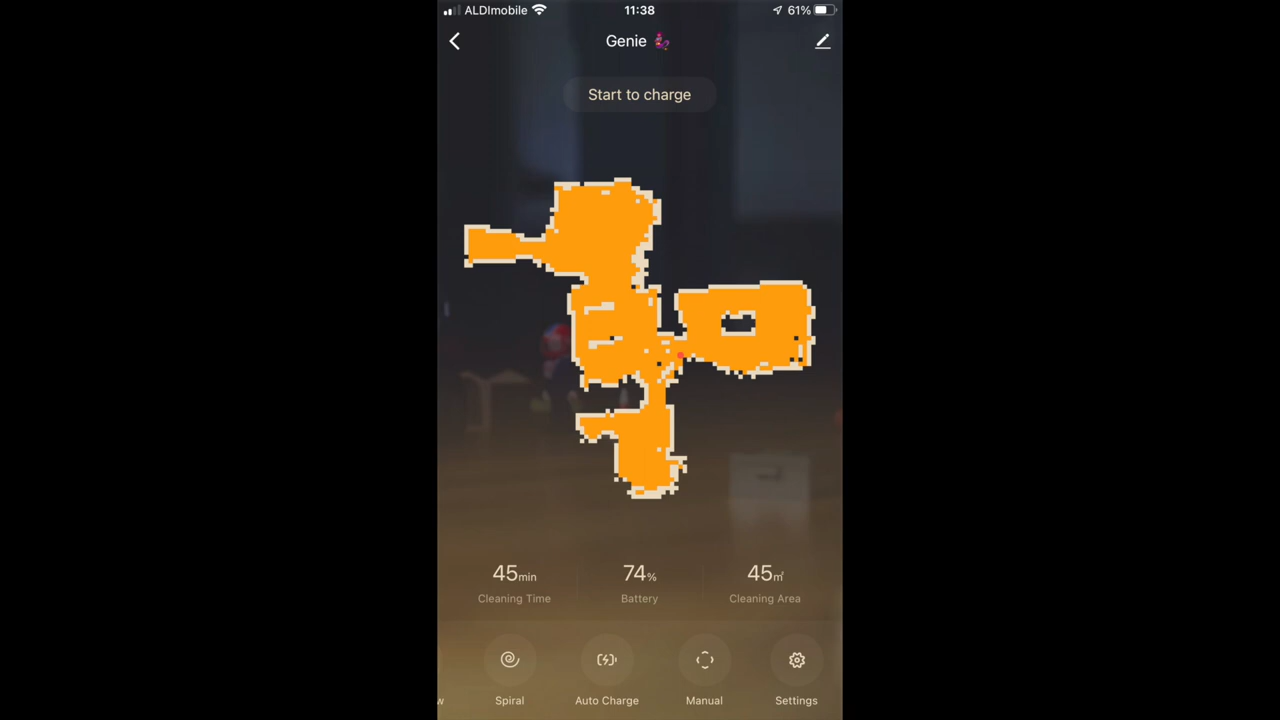 ALDImobile 11:38 61%
Genie
Start to charge
45min 74% 45㎡
Cleaning Time Battery Cleaning Area
w Spiral Auto Charge Manual Settings